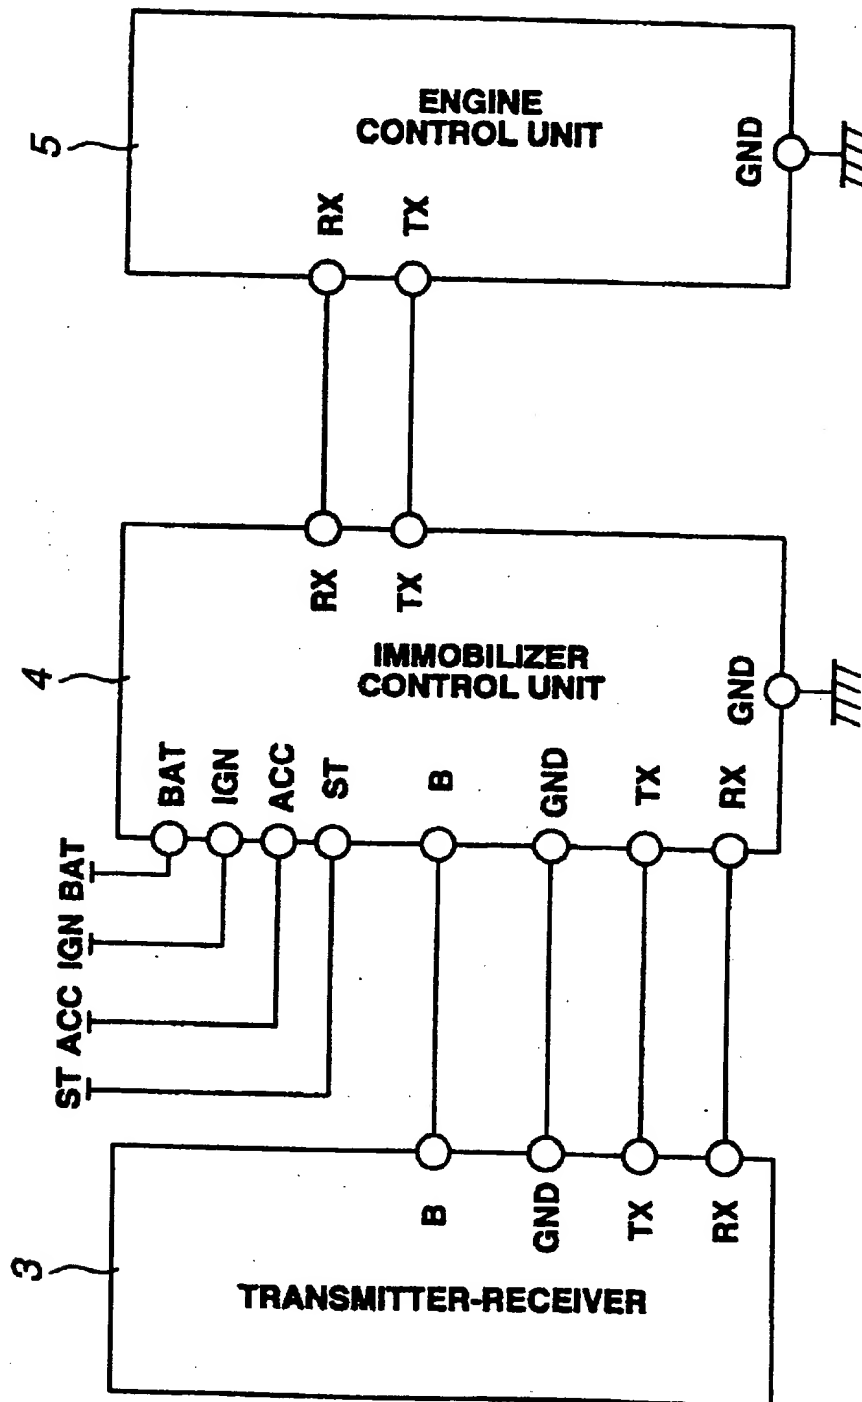 5
ENGINE
CONTROL UNIT
RX
TX
GND
4
IMMOBILIZER
CONTROL UNIT
RX
TX
GND
BAT
IGN
ACC
ST
B
GND
TX
RX
ST ACC IGN BAT
3
TRANSMITTER-RECEIVER
B
GND
TX
RX